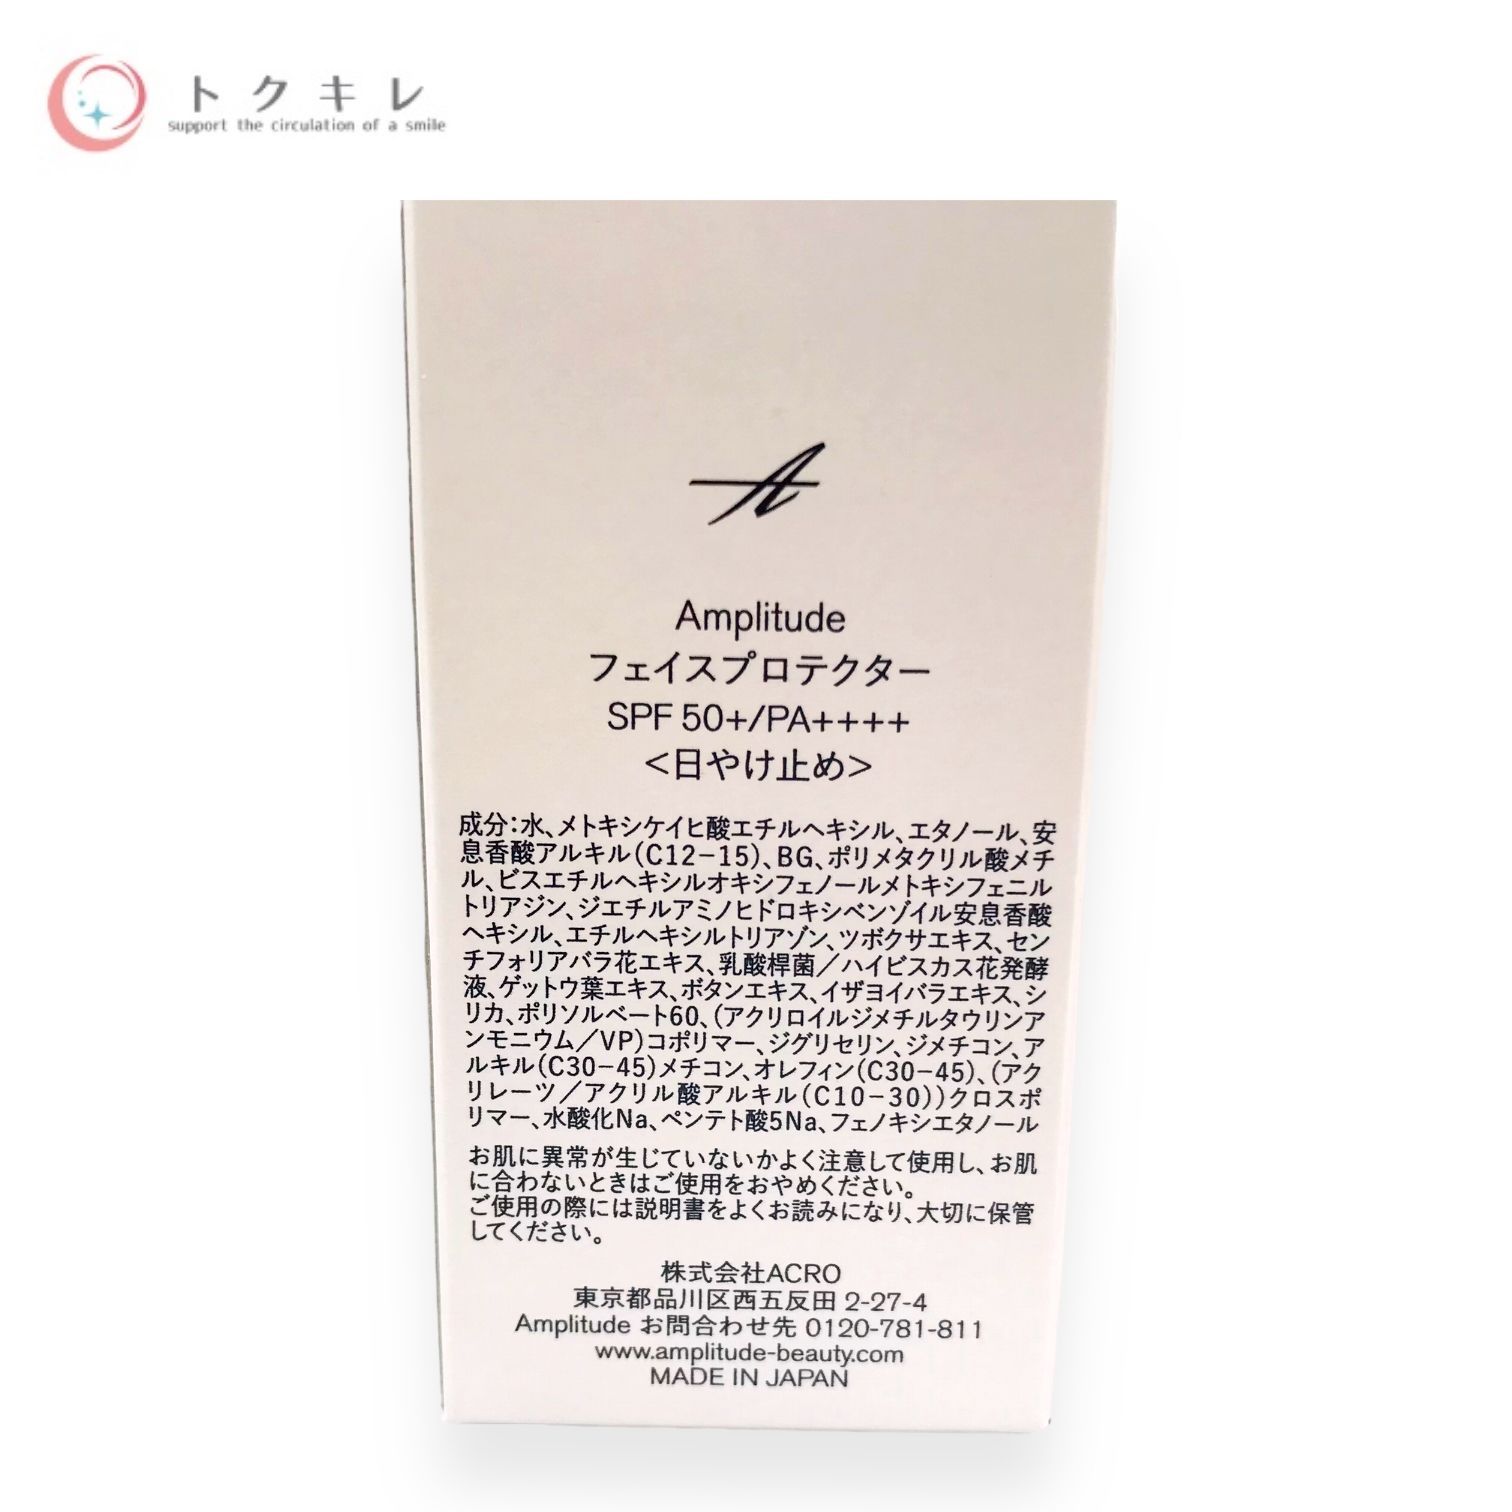 トクキレ
support the circulation of a smile
Amplitude
フェイスプロテクター
SPF 50+/PA++++
<日やけ止め>
成分:水、メトキシケイヒ酸エチルヘキシル、エタノール、安
息香酸アルキル(C12-15)、BG、ポリメタクリル酸メチ
ル、ビスエチルヘキシルオキシフェノールメトキシフェニル
トリアジン、ジエチルアミノヒドロキシベンゾイル安息香酸
ヘキシル、エチルヘキシルトリアゾン、ツボクサエキス、セン
チフォリアバラ花エキス、乳酸桿菌/ハイビスカス花発酵
液、ゲットウ葉エキス、ボタンエキス、イザヨイバラエキス、シ
リカ、ポリソルベート60、(アクリロイルジメチルタウリンア
ンモニウム/VP)コポリマー、ジグリセリン、ジメチコン、ア
ルキル(C30-45)メチコン、オレフィン(C30-45)、(アク
リレーツ/アクリル酸アルキル(C10-30))クロスポ
リマー、水酸化Na、ペンテト酸5Na、フェノキシエタノール
お肌に異常が生じていないかよく注意して使用し、お肌
に合わないときはご使用をおやめください。
ご使用の際には説明書をよくお読みになり、大切に保管
してください。
株式会社ACRO
東京都品川区西五反田 2-27-4
Amplitude お問合わせ先 0120-781-811
www.amplitude-beauty.com
MADE IN JAPAN